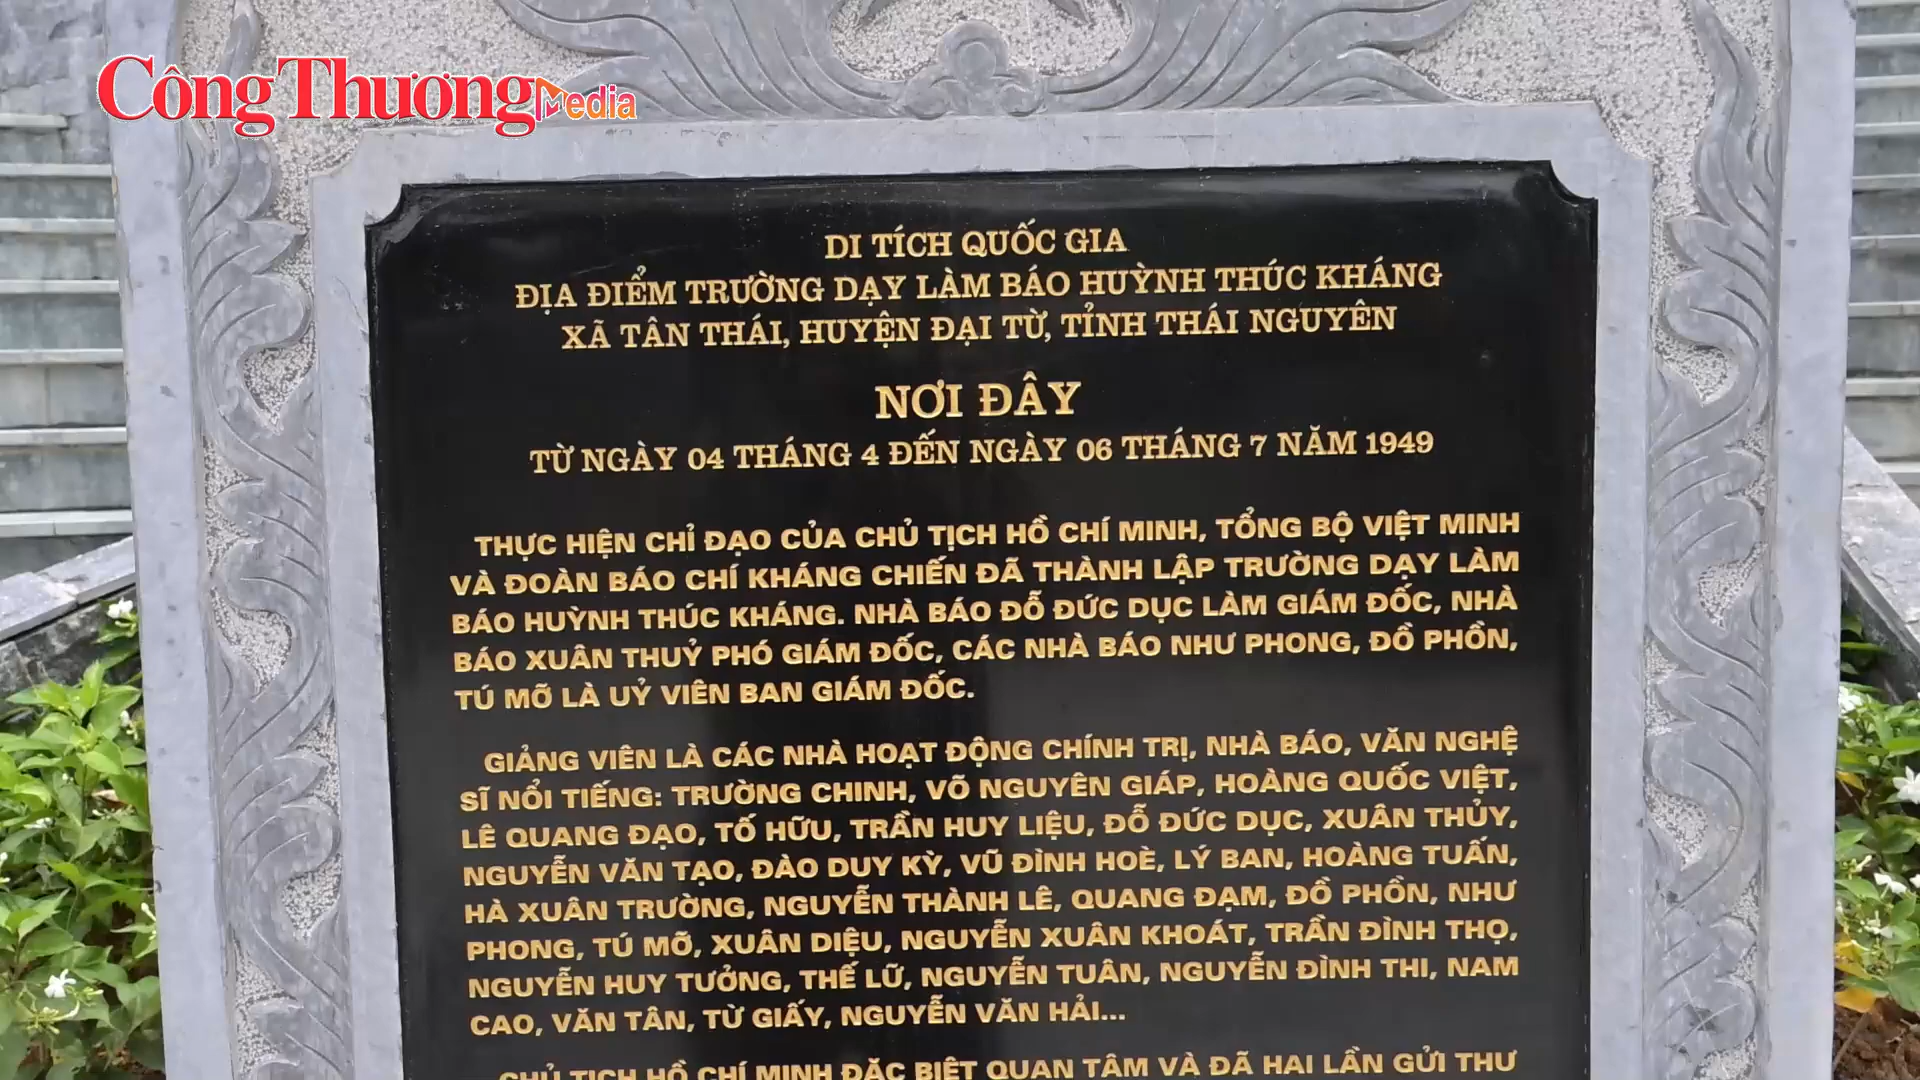 CôngThương Media
DI TÍCH QUỐC GIA
ĐỊA ĐIỂM TRƯỜNG DẠY LÀM BÁO HUỲNH THÚC KHÁNG
XÃ TÂN THÁI, HUYỆN ĐẠI TỪ, TỈNH THÁI NGUYÊN
NƠI ĐÂY
TỪ NGÀY 04 THÁNG 4 ĐẾN NGÀY 06 THÁNG 7 NĂM 1949
THỰC HIỆN CHỈ ĐẠO CỦA CHỦ TỊCH HỒ CHÍ MINH, TỔNG BỘ VIỆT MINH
VÀ ĐOÀN BÁO CHÍ KHÁNG CHIẾN ĐÃ THÀNH LẬP TRƯỜNG DẠY LÀM
BÁO HUỲNH THÚC KHÁNG. NHÀ BÁO ĐỖ ĐỨC DỤC LÀM GIÁM ĐỐC, NHÀ
BÁO XUÂN THUỶ PHÓ GIÁM ĐỐC, CÁC NHÀ BÁO NHƯ PHONG, ĐỒ PHỒN,
TÚ MỠ LÀ UỶ VIÊN BAN GIÁM ĐỐC.
GIẢNG VIÊN LÀ CÁC NHÀ HOẠT ĐỘNG CHÍNH TRỊ, NHÀ BÁO, VĂN NGHỆ
SĨ NỔI TIẾNG: TRƯỜNG CHINH, VÕ NGUYÊN GIÁP, HOÀNG QUỐC VIỆT,
LÊ QUANG ĐẠO, TỐ HỮU, TRẦN HUY LIỆU, ĐỖ ĐỨC DỤC, XUÂN THỦY,
NGUYỄN VĂN TẠO, ĐÀO DUY KỲ, VŨ ĐÌNH HOÈ, LÝ BAN, HOÀNG TUẤN,
HÀ XUÂN TRƯỜNG, NGUYỄN THÀNH LÊ, QUANG ĐẠM, ĐỒ PHỒN, NHƯ
PHONG, TÚ MỠ, XUÂN DIỆU, NGUYỄN XUÂN KHOÁT, TRẦN ĐÌNH THỌ,
NGUYỄN HUY TƯỞNG, THẾ LỮ, NGUYỄN TUÂN, NGUYỄN ĐÌNH THI, NAM
CAO, VĂN TÂN, TỪ GIẤY, NGUYỄN VĂN HẢI...
CHỦ TỊCH HỒ CHÍ MINH ĐẶC BIỆT QUAN TÂM VÀ ĐÃ HAI LẦN GỬI THƯ